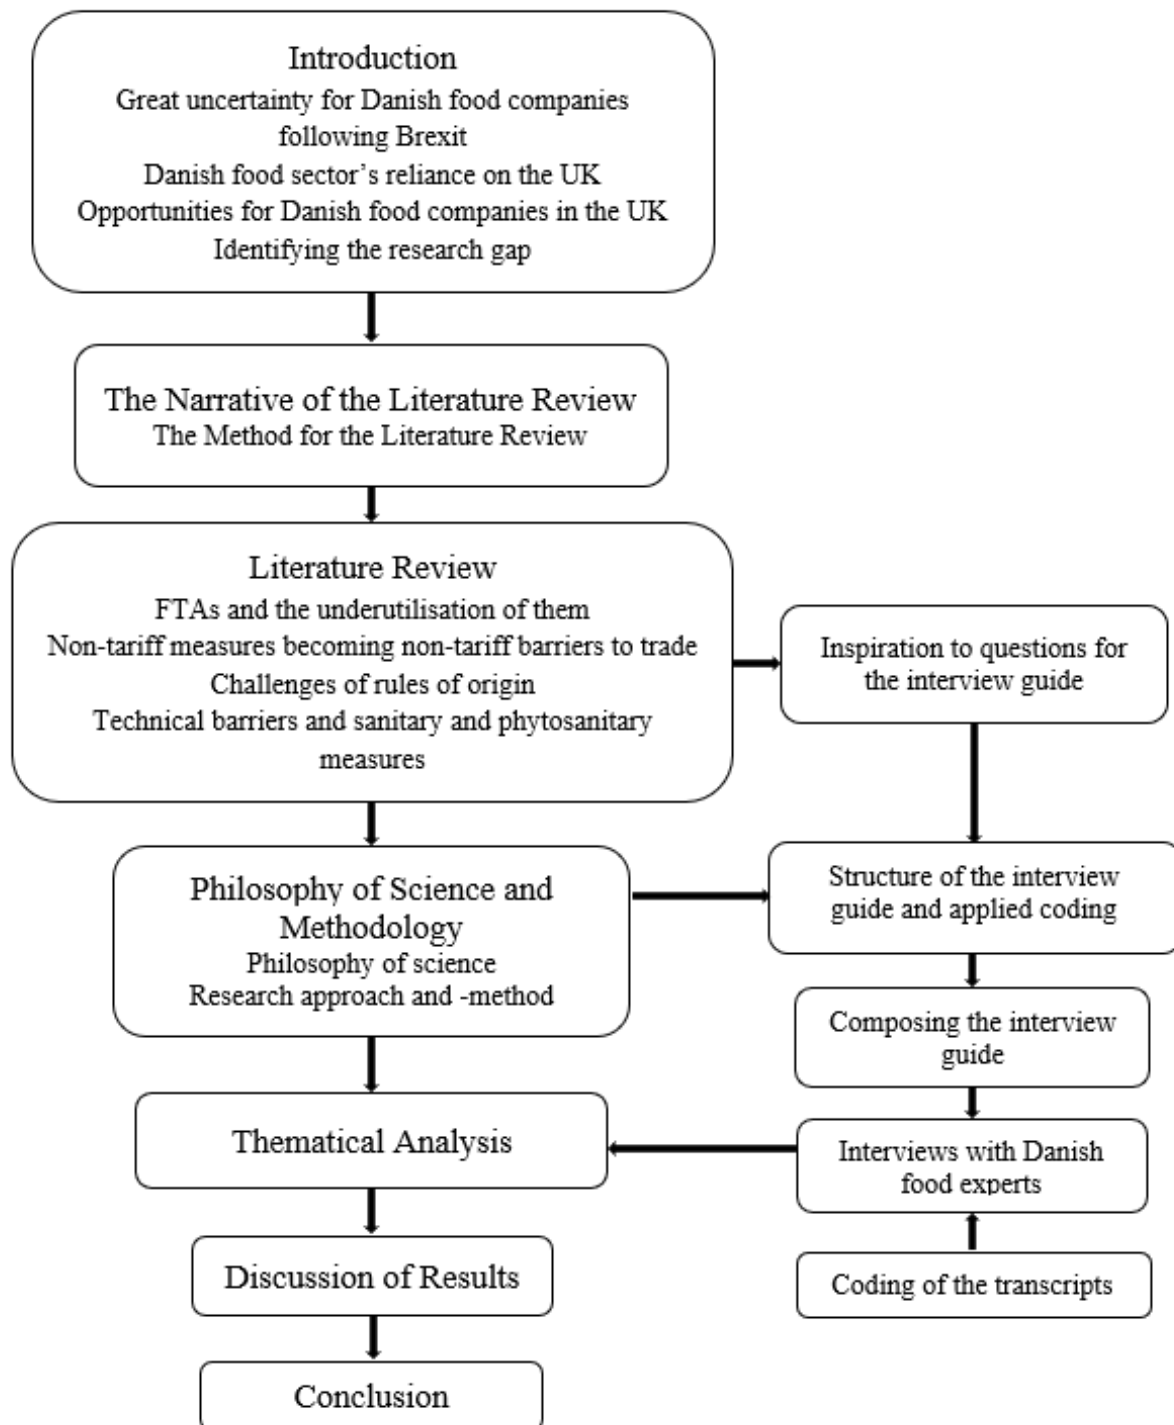 Introduction
Great uncertainty for Danish food companies
following Brexit
Danish food sector’s reliance on the UK
Opportunities for Danish food companies in the UK
Identifying the research gap
The Narrative of the Literature Review
The Method for the Literature Review
Literature Review
FTAs and the underutilisation of them
Non-tariff measures becoming non-tariff barriers to trade
Challenges of rules of origin
Technical barriers and sanitary and phytosanitary
measures
Inspiration to questions for
the interview guide
Philosophy of Science and
Methodology
Philosophy of science
Research approach and -method
Structure of the interview
guide and applied coding
Composing the interview
guide
Thematical Analysis
Interviews with Danish
food experts
Coding of the transcripts
Discussion of Results
Conclusion